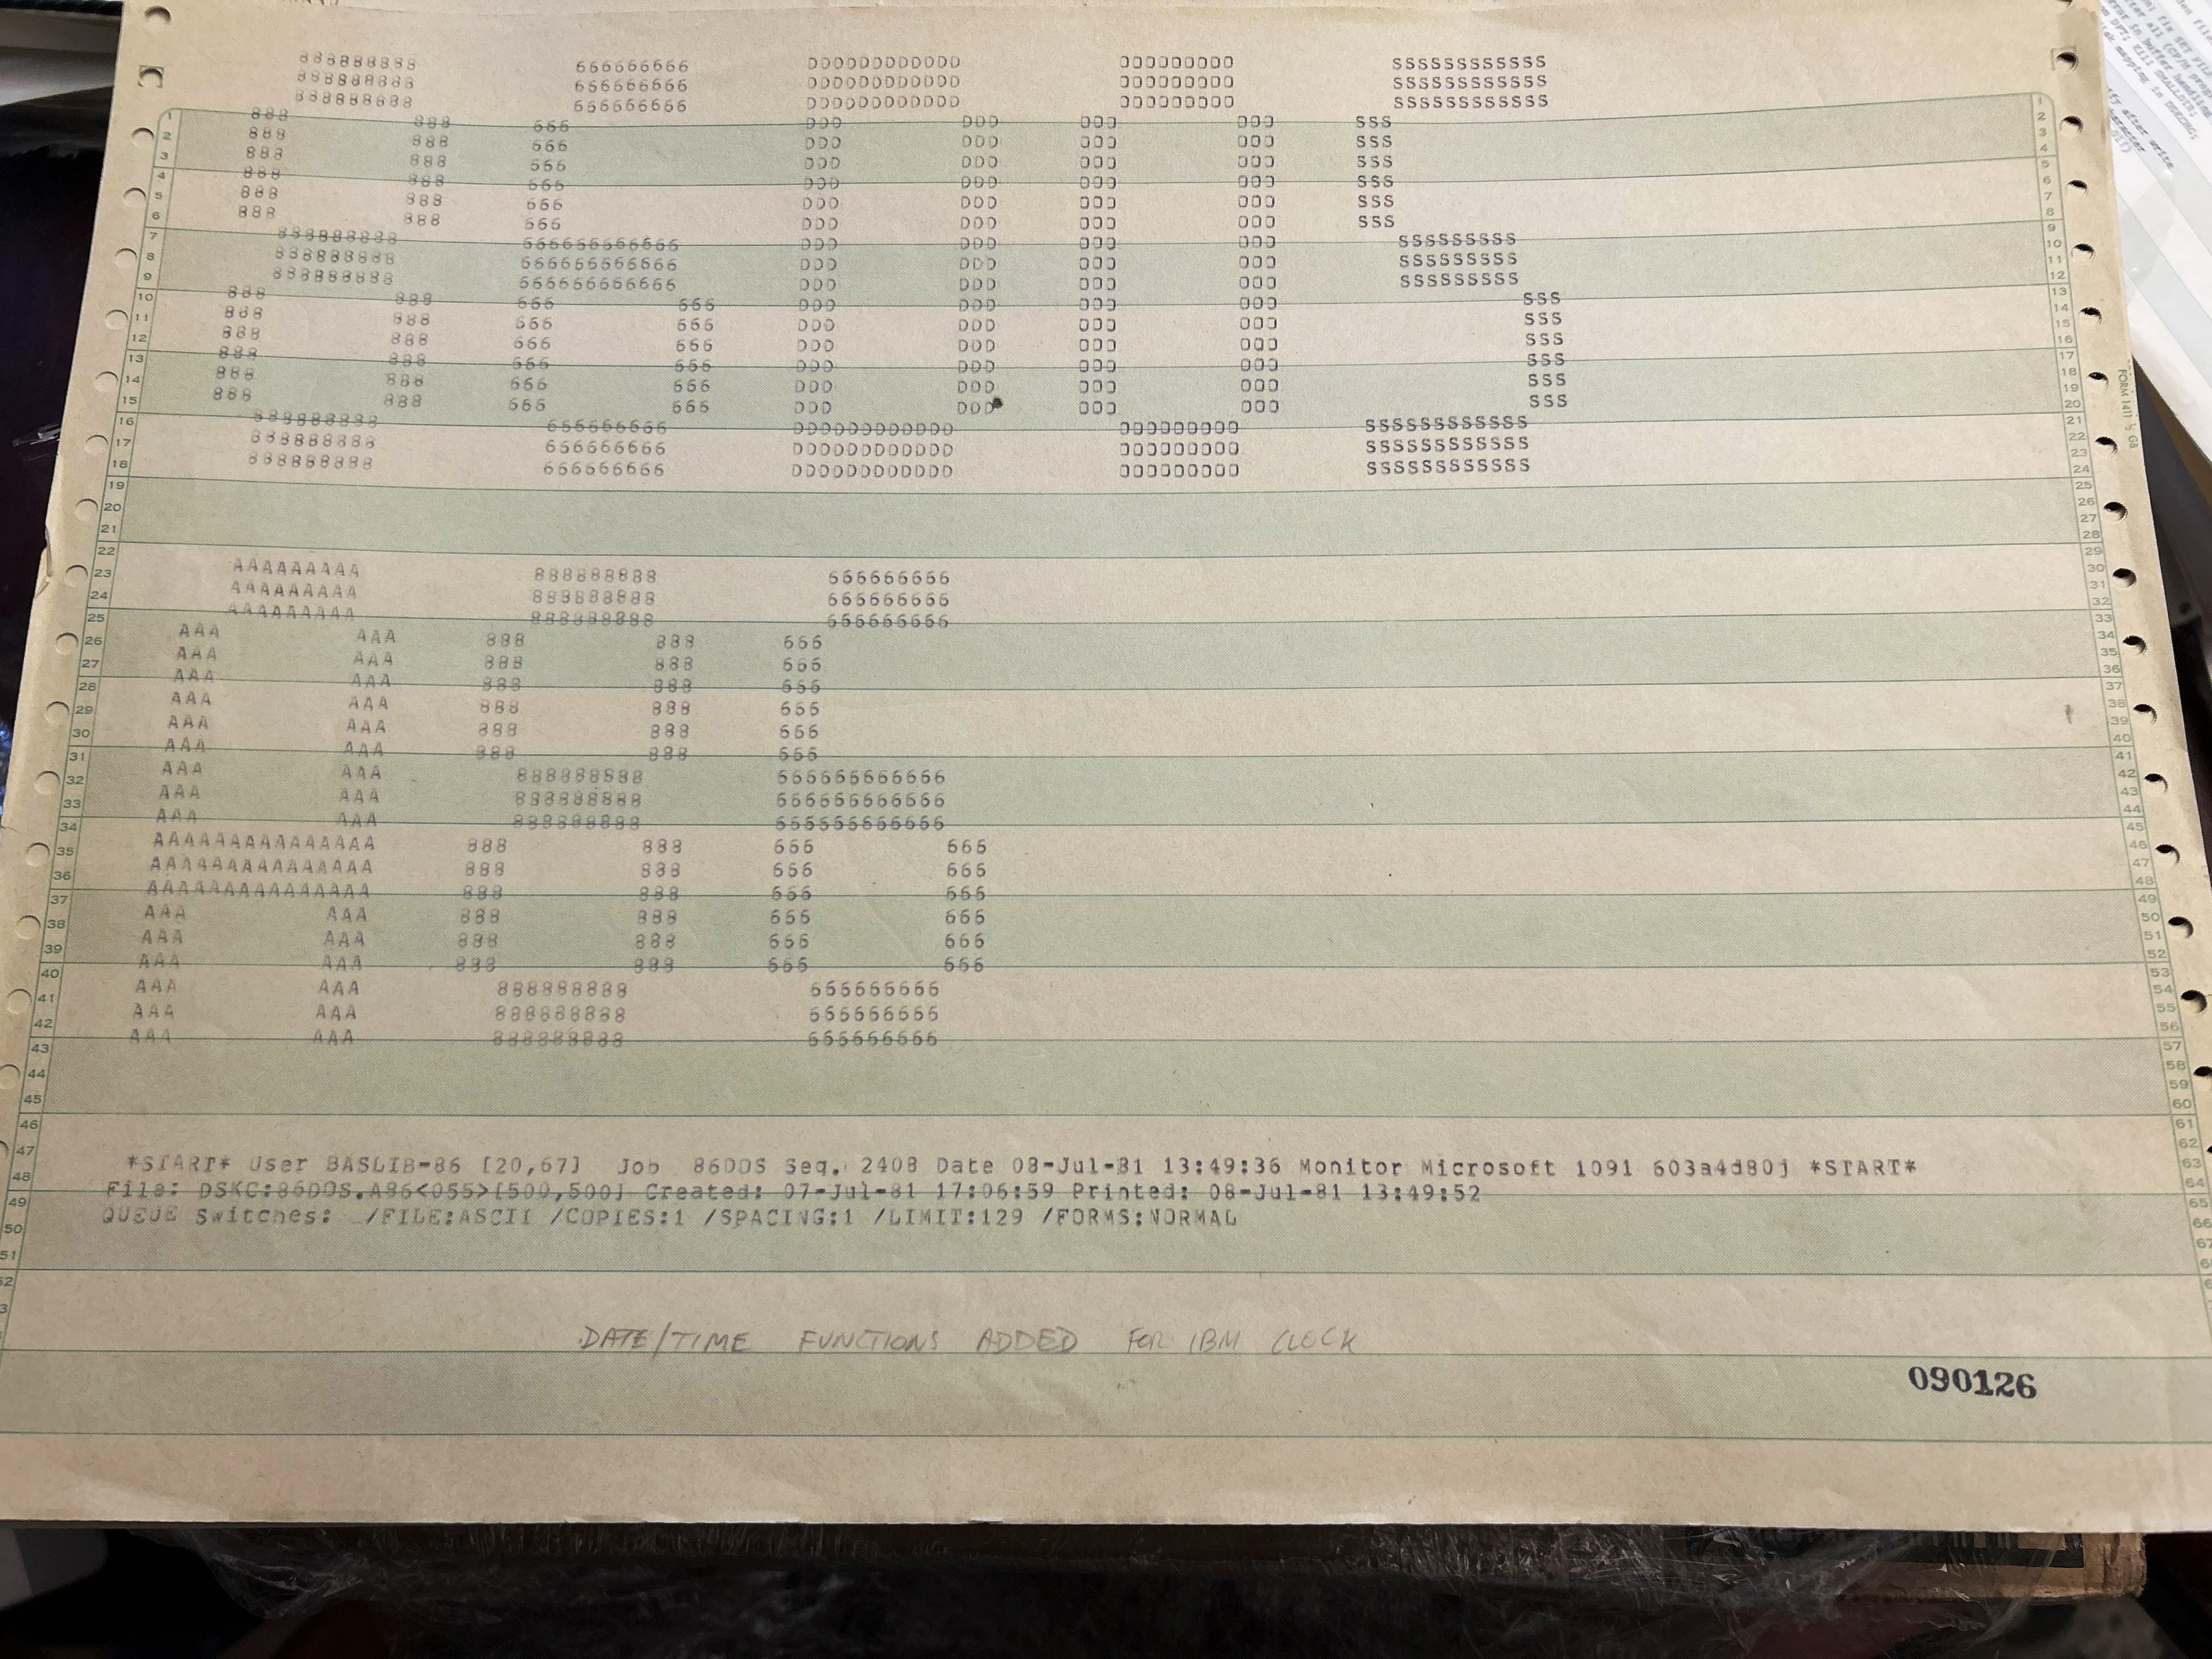 86DOS
A86
*START* User BASLIB-86 [20,67] Job 86DOS Seq. 2408 Date 08-Jul-81 13:49:36 Monitor Microsoft 1091 603a4d80j *START*
File: DSKC:86DOS.A86<055>[500,500] Created: 07-Jul-81 17:06:59 Printed: 08-Jul-81 13:49:52
QUEUE Switches: /FILE:ASCII /COPIES:1 /SPACING:1 /LIMIT:129 /FORMS:NORMAL
DATE/TIME FUNCTIONS ADDED FOR IBM CLOCK
090126